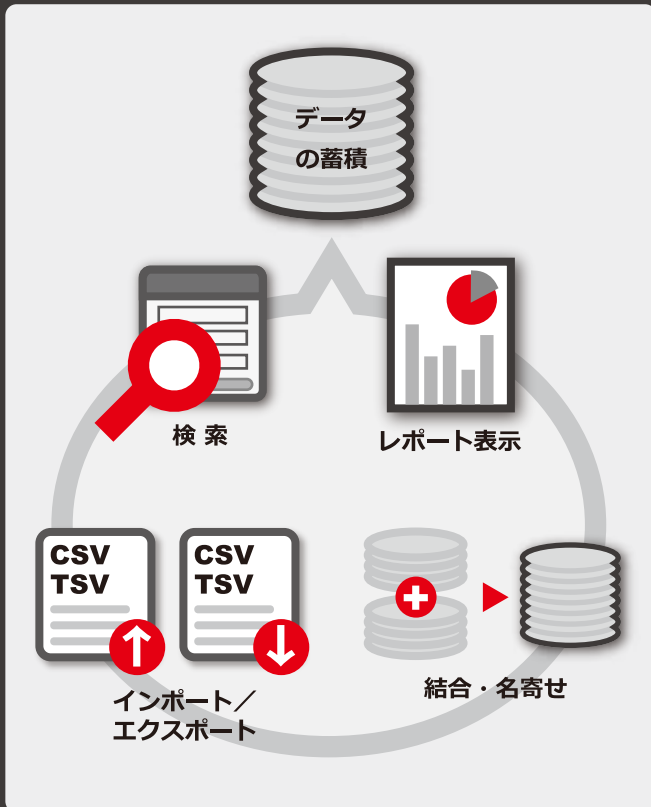 データ
の蓄積
検 索
レポート表示
CSV
TSV
CSV
TSV
インポート／
エクスポート
結合・名寄せ